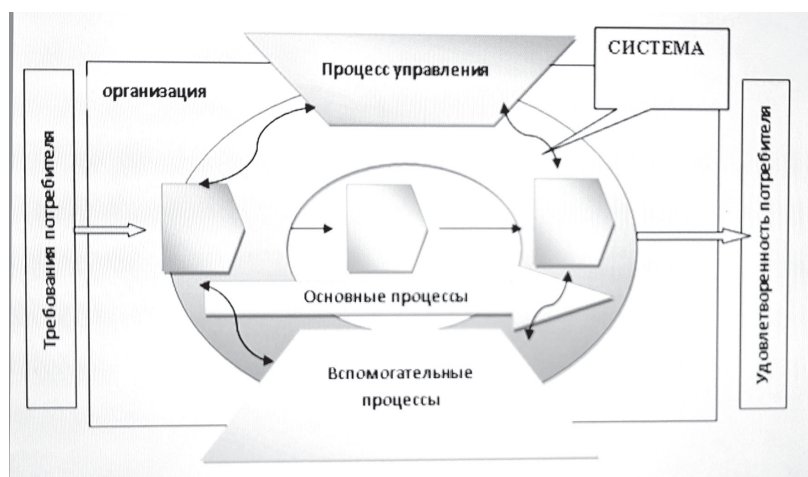 Процесс управления
СИСТЕМА
организация
Требования потребителя
Удовлетворенность потребителя
Основные процессы
Вспомогательные
процессы